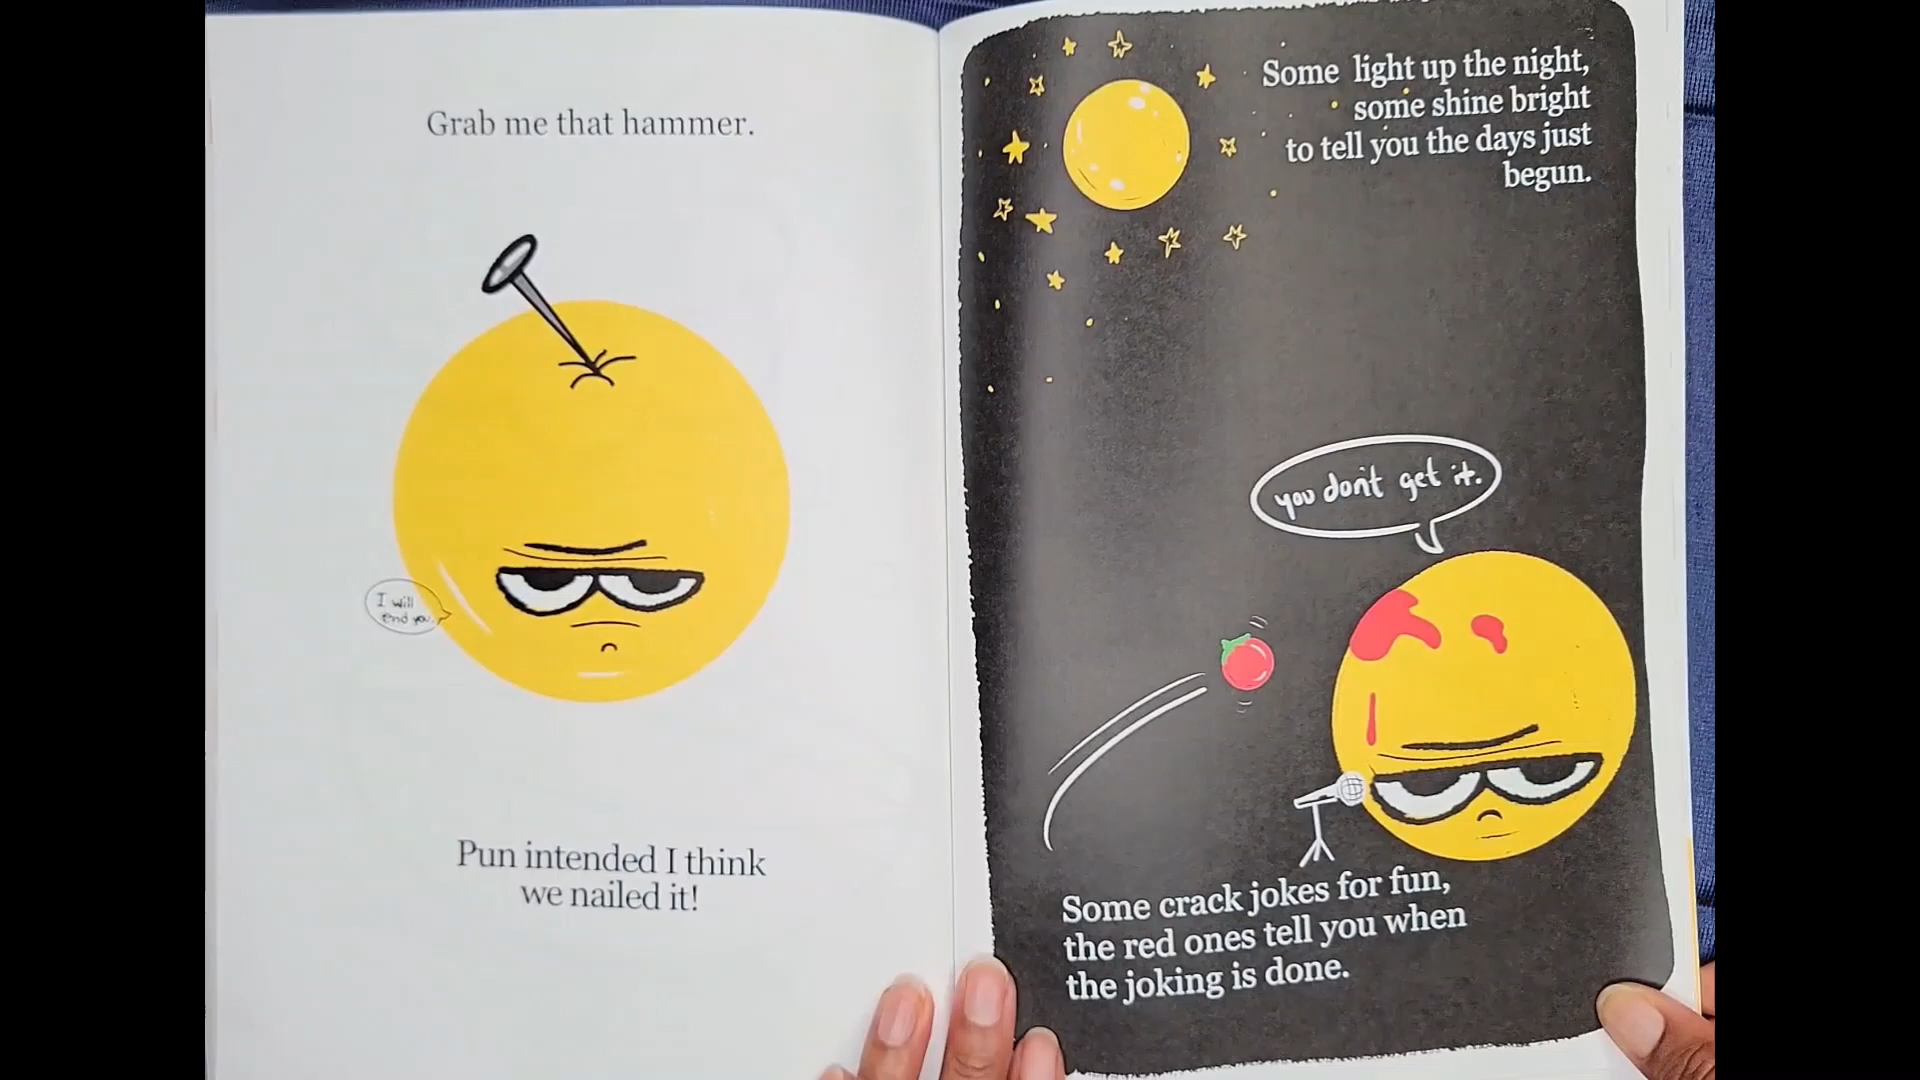 Grab me that hammer.
I will
end you.
Pun intended I think
we nailed it!
Some light up the night,
some shine bright
to tell you the days just
begun.
you don't get it.
Some crack jokes for fun,
the red ones tell you when
the joking is done.